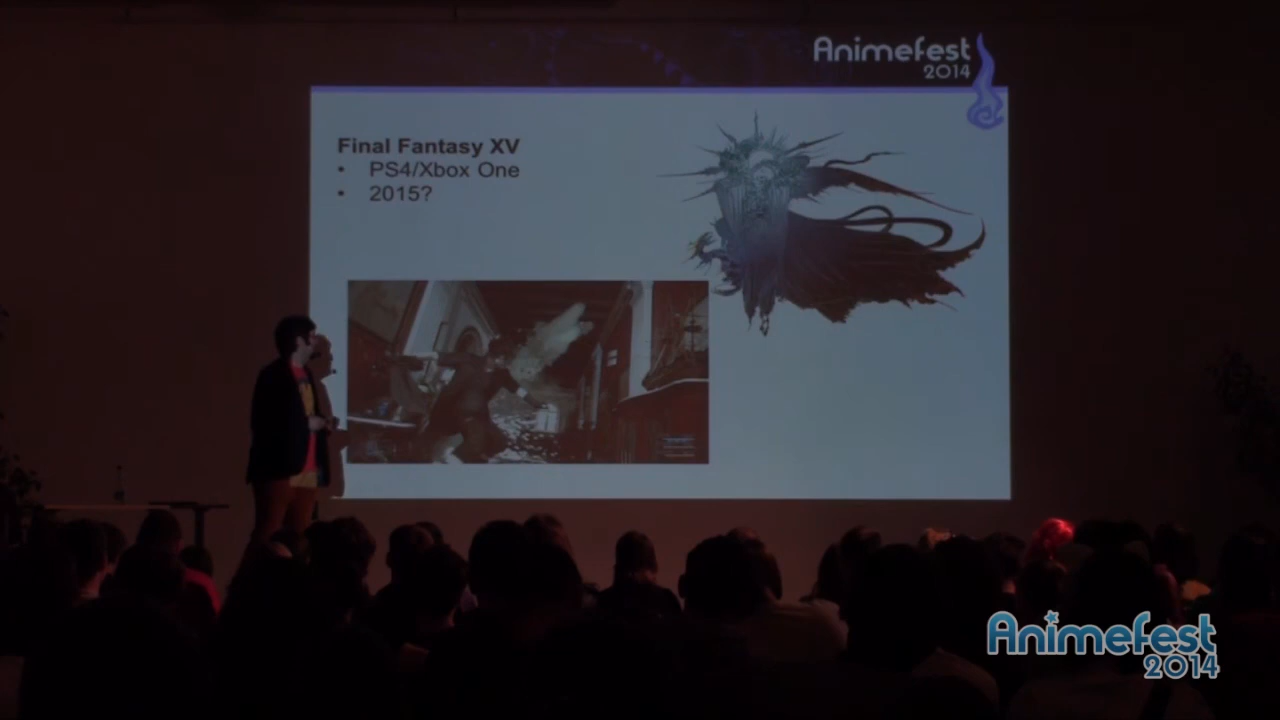 Animefest
2014
Final Fantasy XV
• PS4/Xbox One
• 2015?
Animefest
2014